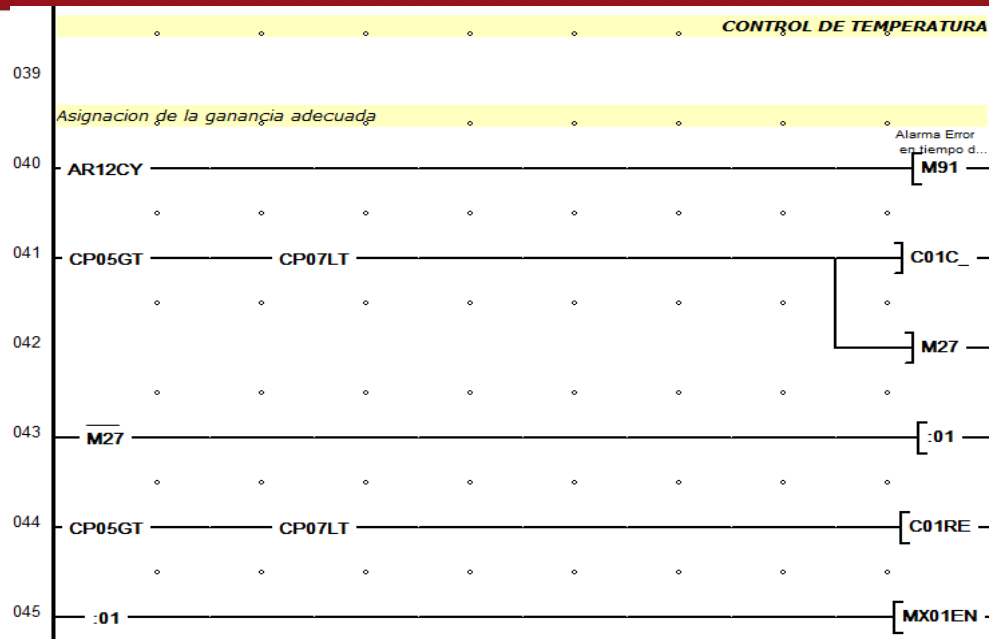 CONTROL DE TEMPERATURA
039
Asignacion de la ganancia adecuada
Alarma Error
en tiempo d...
040 AR12CY M91
041 CP05GT CP07LT C01C_
042 M27
043 M27 :01
044 CP05GT CP07LT C01RE
045 :01 MX01EN